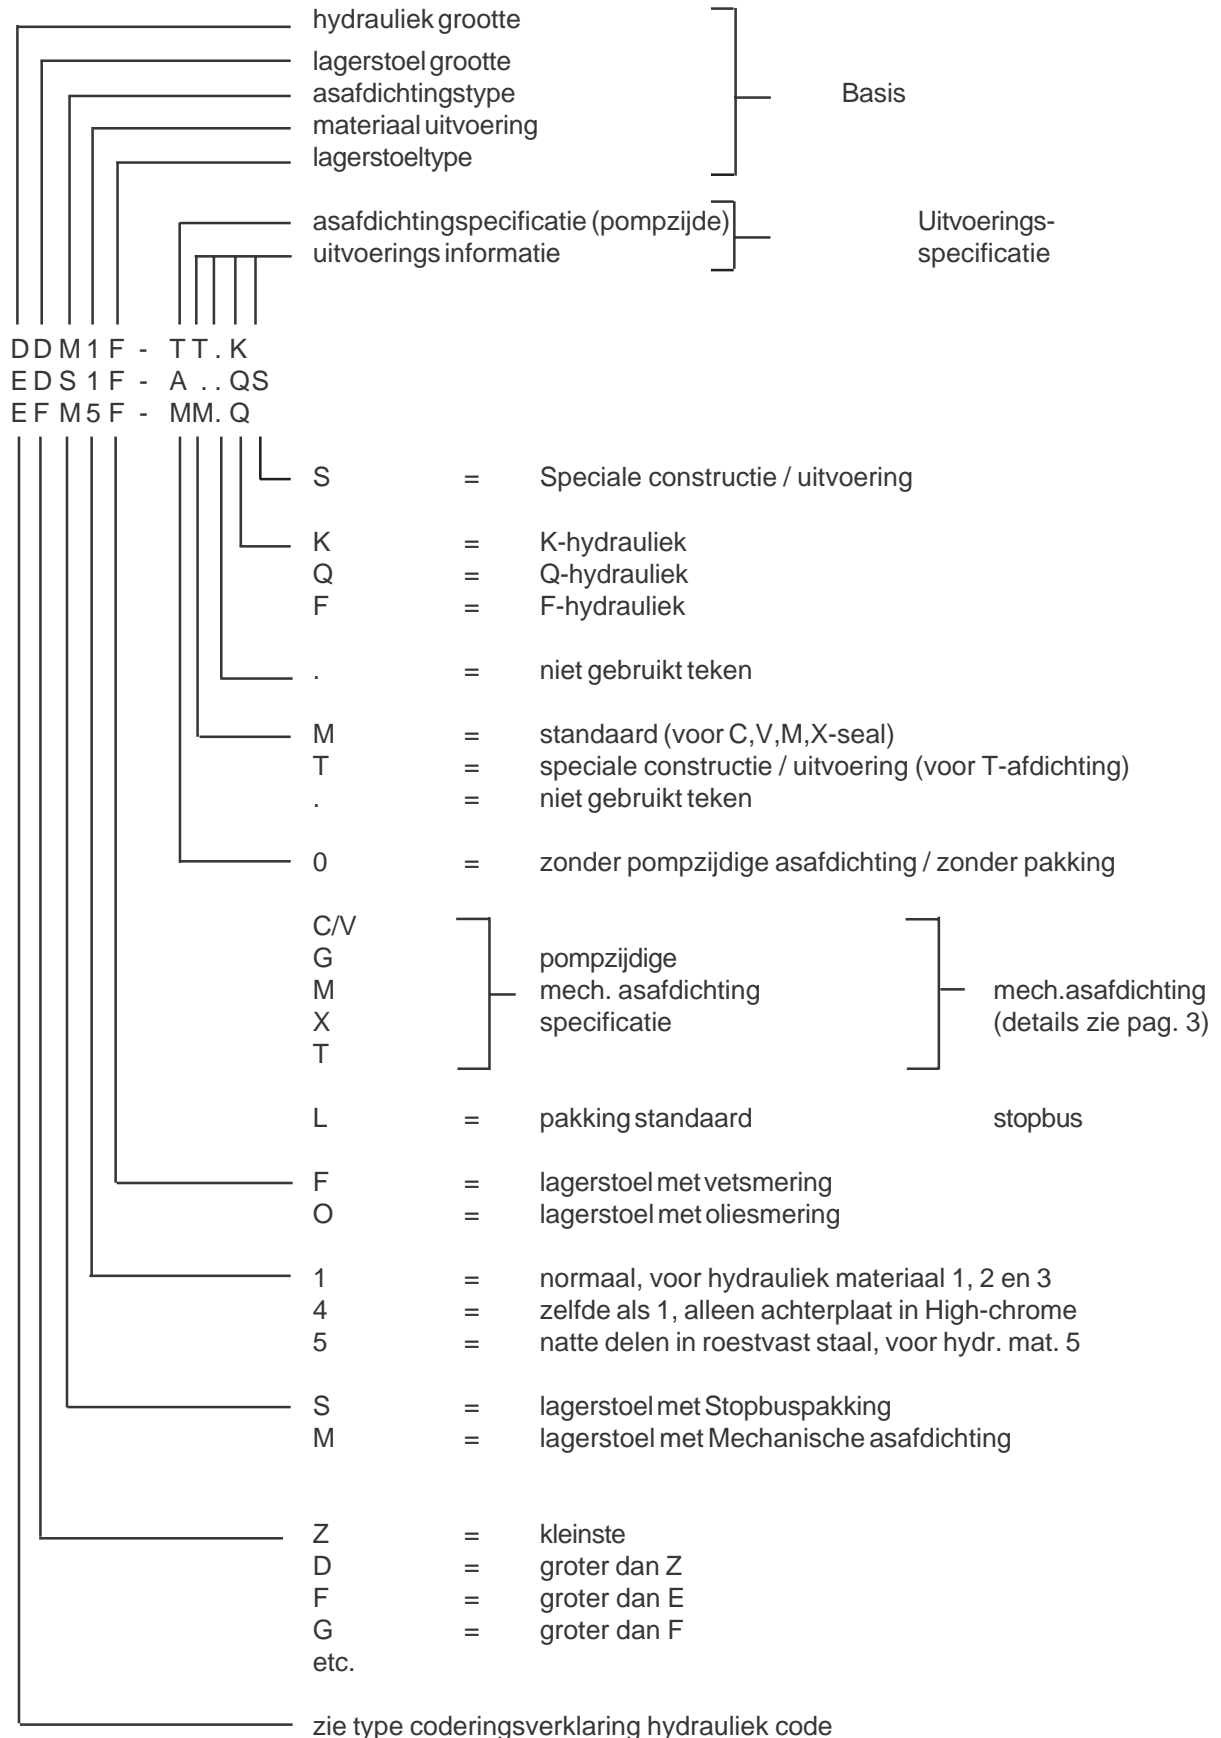 hydrauliek grootte
lagerstoel grootte
asafdichtingstype
Basis
materiaal uitvoering
lagerstoeltype
asafdichtingspecificatie (pompzijde)
Uitvoerings-
uitvoerings informatie
specificatie
D D M 1 F - T T . K
E D S 1 F - A . . Q S
E F M 5 F - M M . Q
S = Speciale constructie / uitvoering
K = K-hydrauliek
Q = Q-hydrauliek
F = F-hydrauliek
. = niet gebruikt teken
M = standaard (voor C,V,M,X-seal)
T = speciale constructie / uitvoering (voor T-afdichting)
. = niet gebruikt teken
0 = zonder pompzijdige asafdichting / zonder pakking
C/V
G pompzijdige
M mech. asafdichting mech.asafdichting
X specificatie (details zie pag. 3)
T
L = pakking standaard stopbus
F = lagerstoel met vetsmering
O = lagerstoel met oliesmering
1 = normaal, voor hydrauliek materiaal 1, 2 en 3
4 = zelfde als 1, alleen achterplaat in High-chrome
5 = natte delen in roestvast staal, voor hydr. mat. 5
S = lagerstoel met Stopbuspakking
M = lagerstoel met Mechanische asafdichting
Z = kleinste
D = groter dan Z
F = groter dan E
G = groter dan F
etc.
zie type coderingsverklaring hydrauliek code